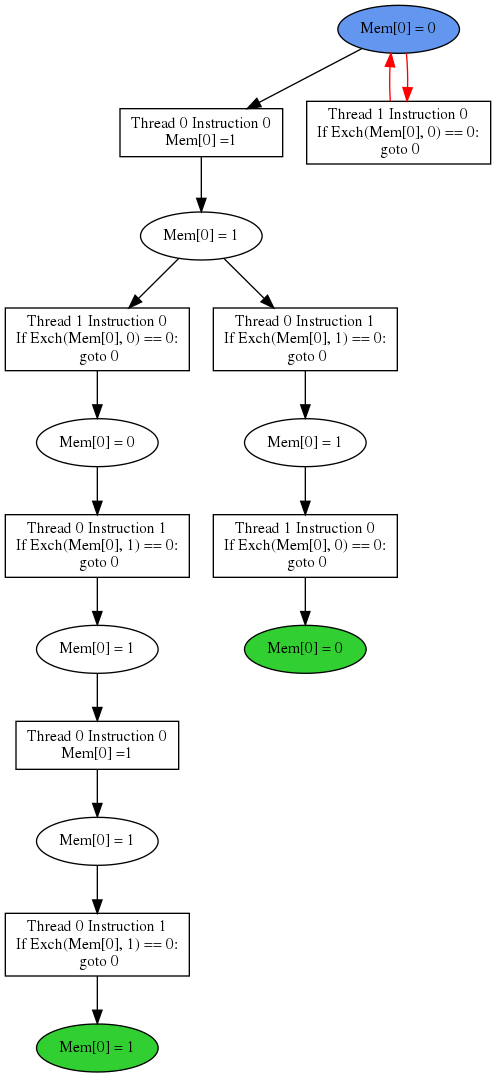 Mem[0] = 0
Thread 0 Instruction 0
Mem[0] =1
Thread 1 Instruction 0
If Exch(Mem[0], 0) == 0:
goto 0
Mem[0] = 1
Thread 1 Instruction 0
If Exch(Mem[0], 0) == 0:
goto 0
Thread 0 Instruction 1
If Exch(Mem[0], 1) == 0:
goto 0
Mem[0] = 0
Mem[0] = 1
Thread 0 Instruction 1
If Exch(Mem[0], 1) == 0:
goto 0
Thread 1 Instruction 0
If Exch(Mem[0], 0) == 0:
goto 0
Mem[0] = 1
Mem[0] = 0
Thread 0 Instruction 0
Mem[0] =1
Mem[0] = 1
Thread 0 Instruction 1
If Exch(Mem[0], 1) == 0:
goto 0
Mem[0] = 1